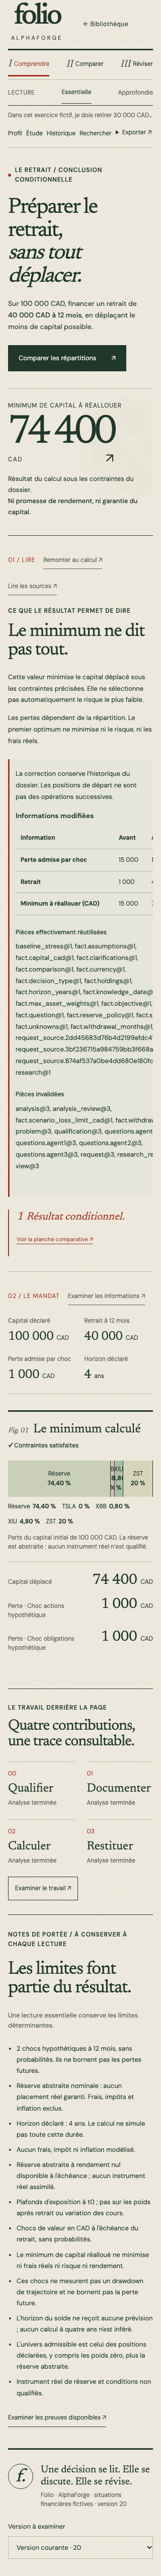 folio
ALPHAFORGE
← Bibliothèque
I Comprendre
II Comparer
III Réviser
LECTURE
Essentielle
Approfondie
Dans cet exercice fictif, je dois retirer 30 000 CAD…
Profil Étude Historique Rechercher ▶ Exporter ↗
LE RETRAIT / CONCLUSION
CONDITIONNELLE
Préparer le
retrait,
sans tout
déplacer.
Sur 100 000 CAD, financer un retrait de
40 000 CAD à 12 mois, en déplaçant le
moins de capital possible.
Comparer les répartitions ↗
MINIMUM DE CAPITAL À RÉALLOUER
74 400
CAD
Résultat du calcul sous les contraintes du
dossier.
Ni promesse de rendement, ni garantie du
capital.
01 / LIRE
Remonter au calcul ↗
Lire les sources ↗
CE QUE LE RÉSULTAT PERMET DE DIRE
Le minimum ne dit
pas tout.
Cette valeur minimise le capital déplacé sous
les contraintes précisées. Elle ne sélectionne
pas automatiquement le risque le plus faible.
Les pertes dépendent de la répartition. Le
premier optimum ne minimise ni le risque, ni les
frais réels.
La correction conserve l'historique du
dossier. Les positions de départ ne sont
pas des opérations successives.
Informations modifiées
Information Avant
Perte admise par choc 15 000
Retrait 1 000
Minimum à réallouer (CAD) 15 000
Pièces effectivement réutilisées
baseline_stress@1, fact.assumptions@1,
fact.capital_cad@1, fact.clarifications@1,
fact.comparison@1, fact.currency@1,
fact.decision_type@1, fact.holdings@1,
fact.horizon_years@1, fact.knowledge_date@
fact.max_asset_weights@1, fact.objective@1,
fact.question@1, fact.reserve_policy@1, fact.s
fact.unknowns@1, fact.withdrawal_months@1,
research@1
Pièces invalidées
analysis@3, analysis_review@3,
fact.scenario_loss_limit_cad@1, fact.withdraw
problem@3, qualification@3, questions.agent
questions.agent1@3, questions.agent2@3,
questions.agent3@3, request@3, research_re
view@3
1 Résultat conditionnel.
Voir la planche comparative ↗
02 / LE MANDAT
Examiner les informations ↗
Capital déclaré
100 000 CAD
Retrait à 12 mois
40 000 CAD
Perte admise par choc
1 000 CAD
Horizon déclaré
4 ans
Fig. 01 Le minimum calculé
✓ Contraintes satisfaites
Réserve
74,40 %
ZST
20 %
Réserve 74,40 % TSLA 0 % XBB 0,80 %
XIU 4,80 % ZST 20 %
Parts du capital initial de 100 000 CAD. La réserve
est abstraite ; aucun instrument réel n'est qualifié.
Capital déplacé
74 400 CAD
Perte · Choc actions
hypothétique
1 000 CAD
Perte · Choc obligations
hypothétique
1 000 CAD
LE TRAVAIL DERRIÈRE LA PAGE
Quatre contributions,
une trace consultable.
00
Qualifier
Analyse terminée
01
Documenter
Analyse terminée
02
Calculer
Analyse terminée
03
Restituer
Analyse terminée
Examiner le travail ↗
NOTES DE PORTÉE / À CONSERVER À
CHAQUE LECTURE
Les limites font
partie du résultat.
Une lecture essentielle conserve les limites
déterminantes.
• 2 chocs hypothétiques à 12 mois, sans
probabilités. Ils ne bornent pas les pertes
futures.
• Réserve abstraite nominale : aucun
placement réel garanti. Frais, impôts et
inflation exclus.
• Horizon déclaré : 4 ans. Le calcul ne simule
pas toute cette durée.
• Aucun frais, impôt ni inflation modélisé.
• Réserve abstraite à rendement nul
disponible à l'échéance ; aucun instrument
réel assimilé.
• Plafonds d'exposition à t0 ; pas sur les poids
après retrait ou variation des cours.
• Chocs de valeur en CAD à l'échéance du
retrait, sans probabilités.
• Le minimum de capital réalloué ne minimise
ni frais réels ni risque ni rendement.
• Ces chocs ne mesurent pas un drawdown
de trajectoire et ne bornent pas la perte
future.
• L'horizon du solde ne reçoit aucune prévision
; aucun calcul à quatre ans n'est inféré.
• L'univers admissible est celui des positions
déclarées, y compris les poids zéro, plus la
réserve abstraite.
• Instrument réel de réserve et conditions non
qualifiés.
Examiner les preuves disponibles ↗
f.
Une décision se lit. Elle se
discute. Elle se révise.
Folio · AlphaForge · situations
financières fictives · version 20
Version à examiner
Version courante · 20